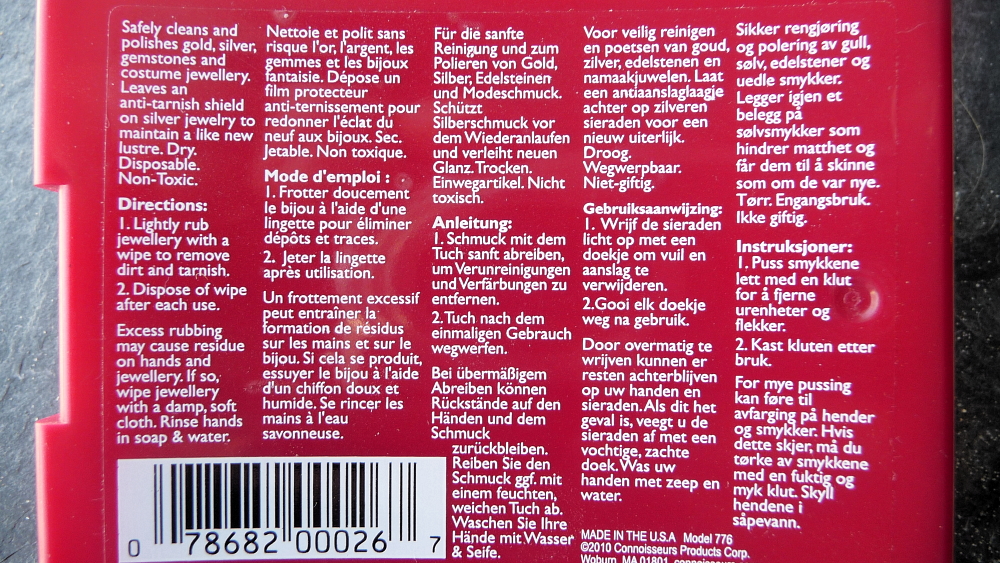 Safely cleans and
polishes gold, silver,
gemstones and
costume jewellery.
Leaves an
anti-tarnish shield
on silver jewelry to
maintain a like new
lustre. Dry.
Disposable.
Non-Toxic.
Directions:
1. Lightly rub
jewellery with a
wipe to remove
dirt and tarnish.
2. Dispose of wipe
after each use.
Excess rubbing
may cause residue
on hands and
jewellery. If so,
wipe jewellery
with a damp, soft
cloth. Rinse hands
in soap & water.
Nettoie et polit sans
risque l'or, l'argent, les
gemmes et les bijoux
fantaisie. Dépose un
film protecteur
anti-ternissement pour
redonner l'éclat du
neuf aux bijoux. Sec.
Jetable. Non toxique.
Mode d'emploi :
1. Frotter doucement
le bijou à l'aide d'une
lingette pour éliminer
dépôts et traces.
2. Jeter la lingette
après utilisation.
Un frottement excessif
peut entraîner la
formation de résidus
sur les mains et sur le
bijou. Si cela se produit,
essuyer le bijou à l'aide
d'un chiffon doux et
humide. Se rincer les
mains à l'eau
savonneuse.
Für die sanfte
Reinigung und zum
Polieren von Gold,
Silber, Edelsteinen
und Modeschmuck.
Schützt
Silberschmuck vor
dem Wiederanlaufen
und verleiht neuen
Glanz. Trocken.
Einwegartikel. Nicht
toxisch.
Anleitung:
1. Schmuck mit dem
Tuch sanft abreiben,
um Verunreinigungen
und Verfärbungen zu
entfernen.
2. Tuch nach dem
einmaligen Gebrauch
wegwerfen.
Bei übermäßigem
Abreiben können
Rückstände auf den
Händen und dem
Schmuck
zurückbleiben.
Reiben Sie den
Schmuck ggf. mit
einem feuchten,
weichen Tuch ab.
Waschen Sie Ihre
Hände mit Wasser
& Seife.
Voor veilig reinigen
en poetsen van goud,
zilver, edelstenen en
namaakjuwelen. Laat
een antiaanslaglaagje
achter op zilveren
sieraden voor een
nieuw uiterlijk.
Droog.
Wegwerpbaar.
Niet-giftig.
Gebruiksaanwijzing:
1. Wrijf de sieraden
licht op met een
doekje om vuil en
aanslag te
verwijderen.
2.Gooi elk doekje
weg na gebruik.
Door overmatig te
wrijven kunnen er
resten achterblijven
op uw handen en
sieraden. Als dit het
geval is, veegt u de
sieraden af met een
vochtige, zachte
doek. Was uw
handen met zeep en
water.
Sikker rengjøring
og polering av gull,
sølv, edelstener og
uedle smykker.
Legger igjen et
belegg på
sølvsmykker som
hindrer matthet og
får dem til å skinne
som om de var nye.
Tørr. Engangsbruk.
Ikke giftig.
Instruksjoner:
1. Puss smykkene
lett med en klut
for å fjerne
urenheter og
flekker.
2. Kast kluten etter
bruk.
For mye pussing
kan føre til
avfarging på hender
og smykker. Hvis
dette skjer, må du
tørke av smykkene
med en fuktig og
myk klut. Skyll
hendene i
såpevann.
0 78682 00026 7
MADE IN THE U.S.A Model 776
©2010 Connoisseurs Products Corp.
Woburn, MA 01801